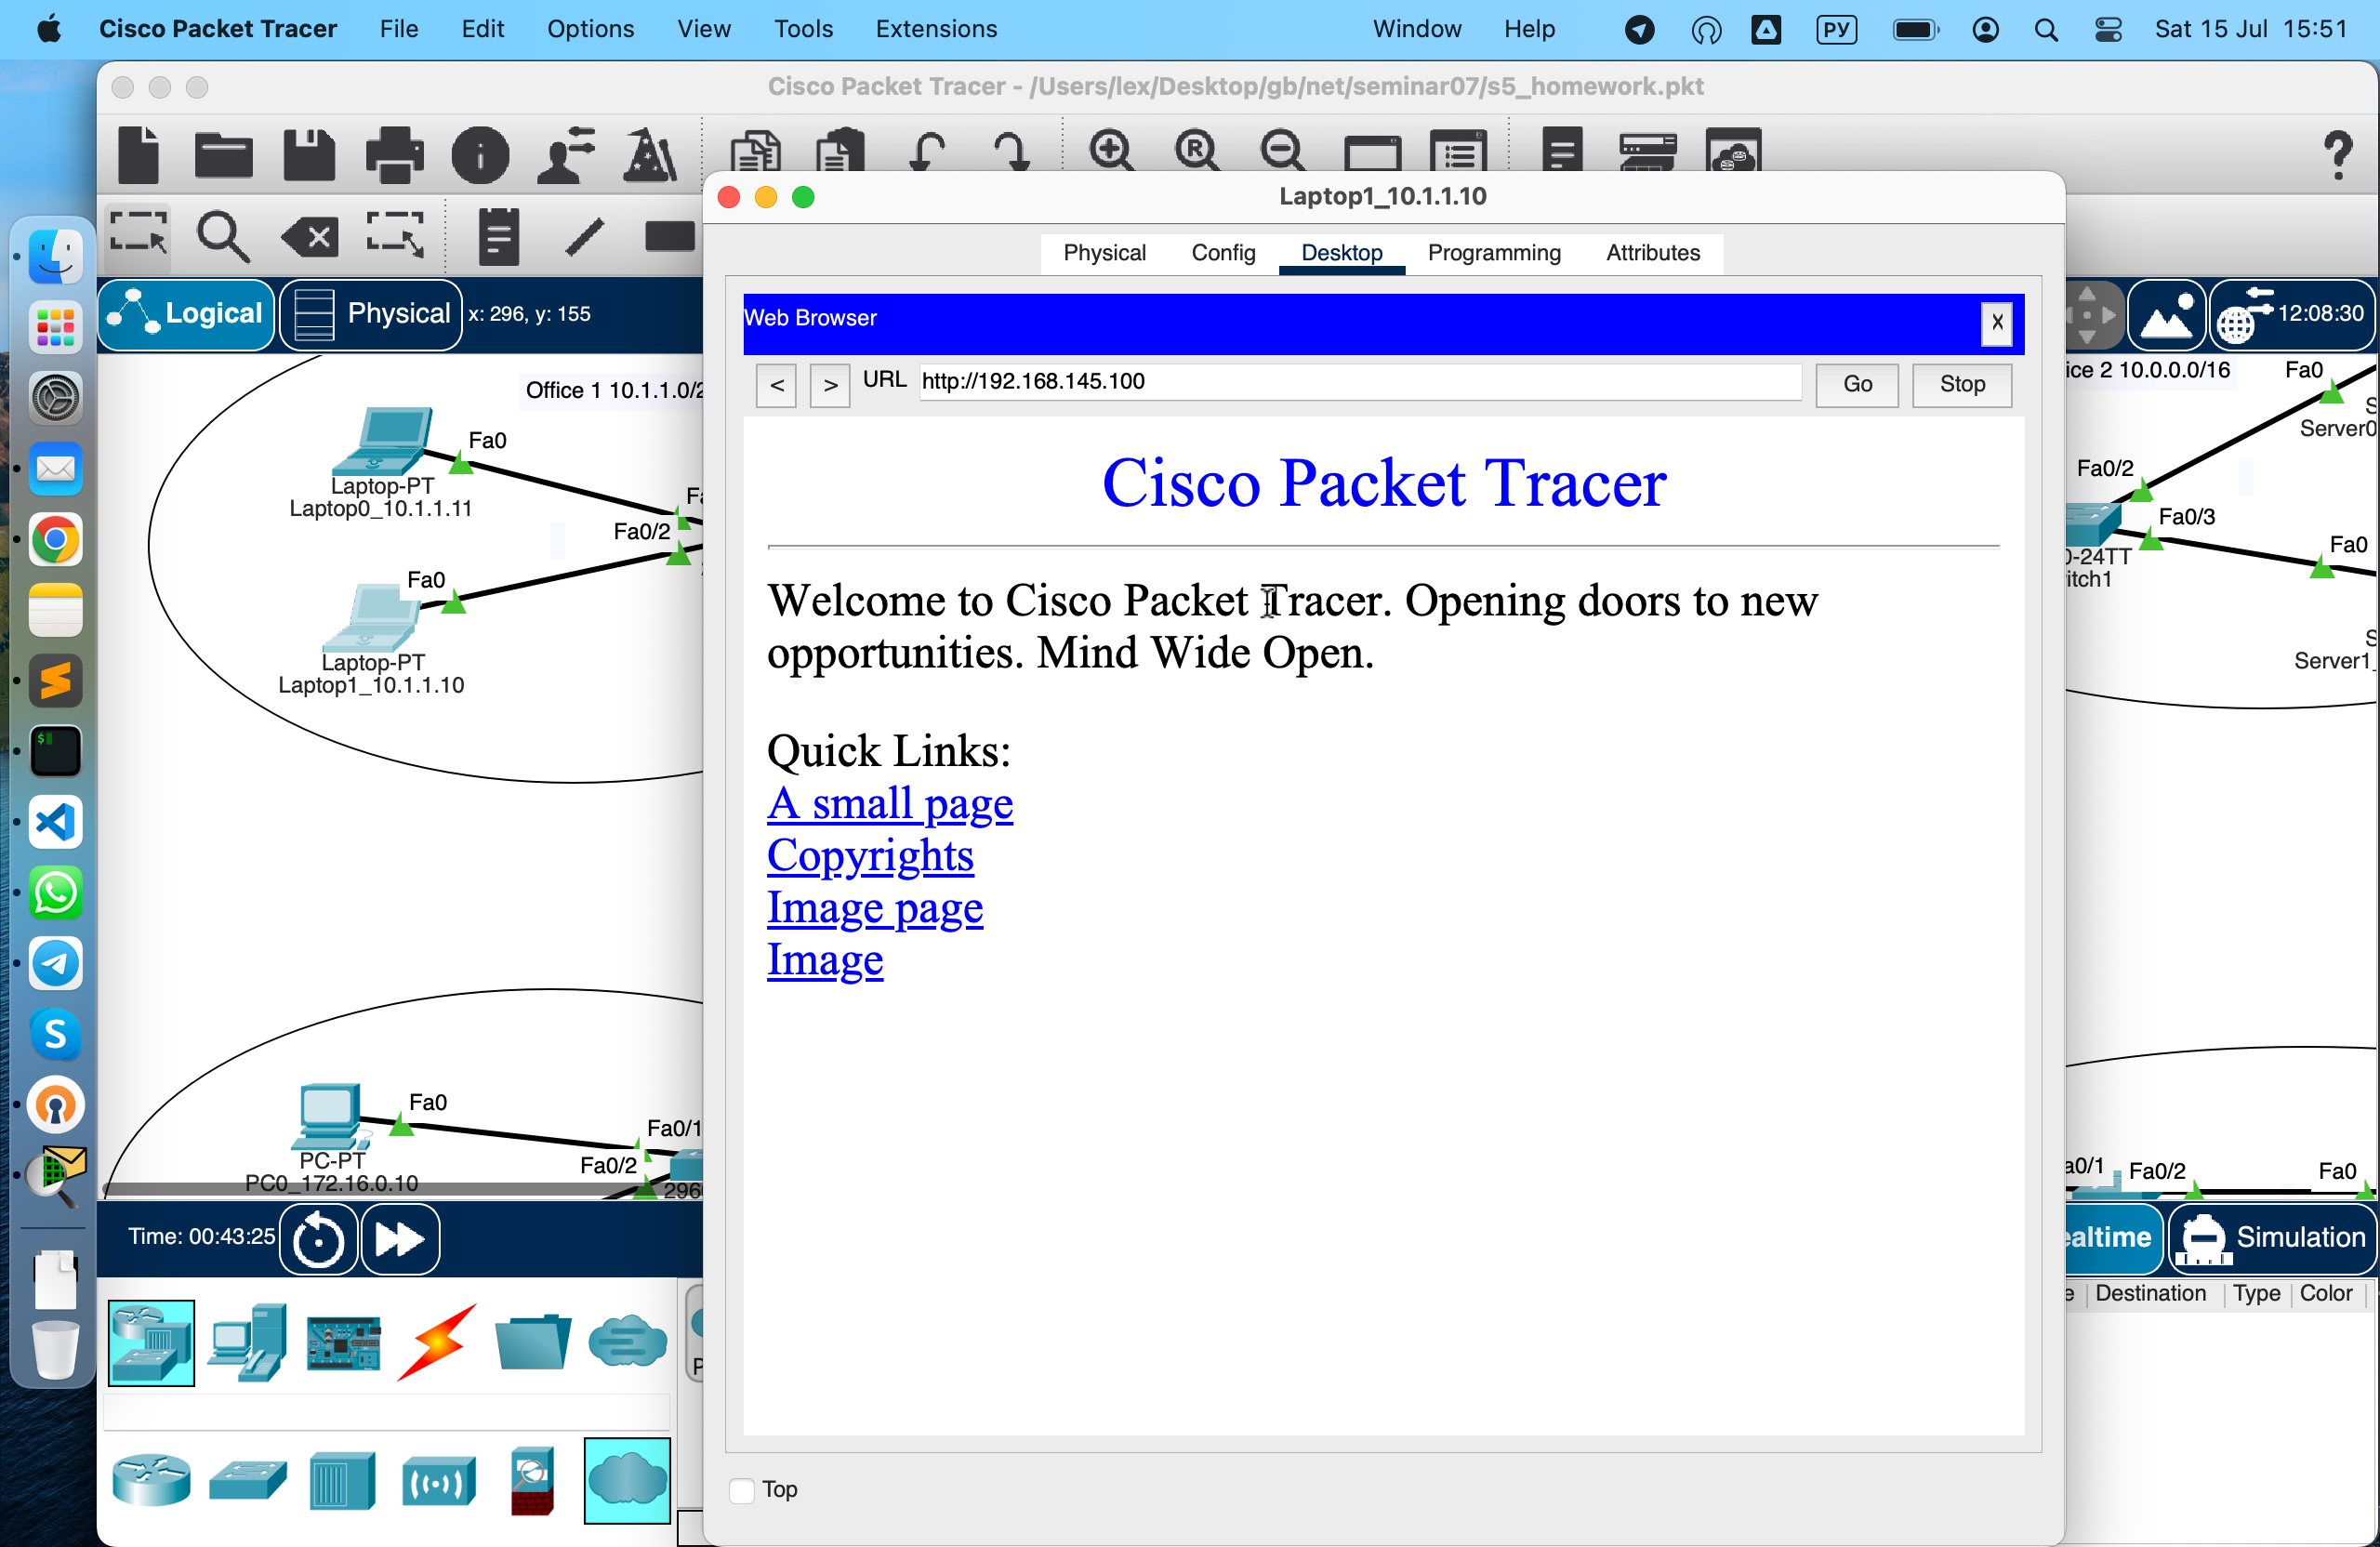 Cisco Packet Tracer File Edit Options View Tools Extensions Window Help РУ Sat 15 Jul 15:51
Cisco Packet Tracer - /Users/lex/Desktop/gb/net/seminar07/s5_homework.pkt
Laptop1_10.1.1.10
Physical Config Desktop Programming Attributes
Logical Physical x: 296, y: 155
12:08:30
Web Browser X
< > URL http://192.168.145.100 Go Stop
Cisco Packet Tracer
Welcome to Cisco Packet Tracer. Opening doors to new
opportunities. Mind Wide Open.
Quick Links:
A small page
Copyrights
Image page
Image
Top
Office 1 10.1.1.0/2
Fa0
Laptop-PT
Laptop0_10.1.1.11
Fa0/2
Fa0
Laptop-PT
Laptop1_10.1.1.10
Fa0
PC-PT
PC0_172.16.0.10
Fa0/1
Fa0/2
296
ice 2 10.0.0.0/16
Fa0
Server0
Fa0/2
Fa0/3
Fa0
-24TT
itch1
Server1_
a0/1 Fa0/2 Fa0
Time: 00:43:25
ealtime Simulation
e Destination Type Color